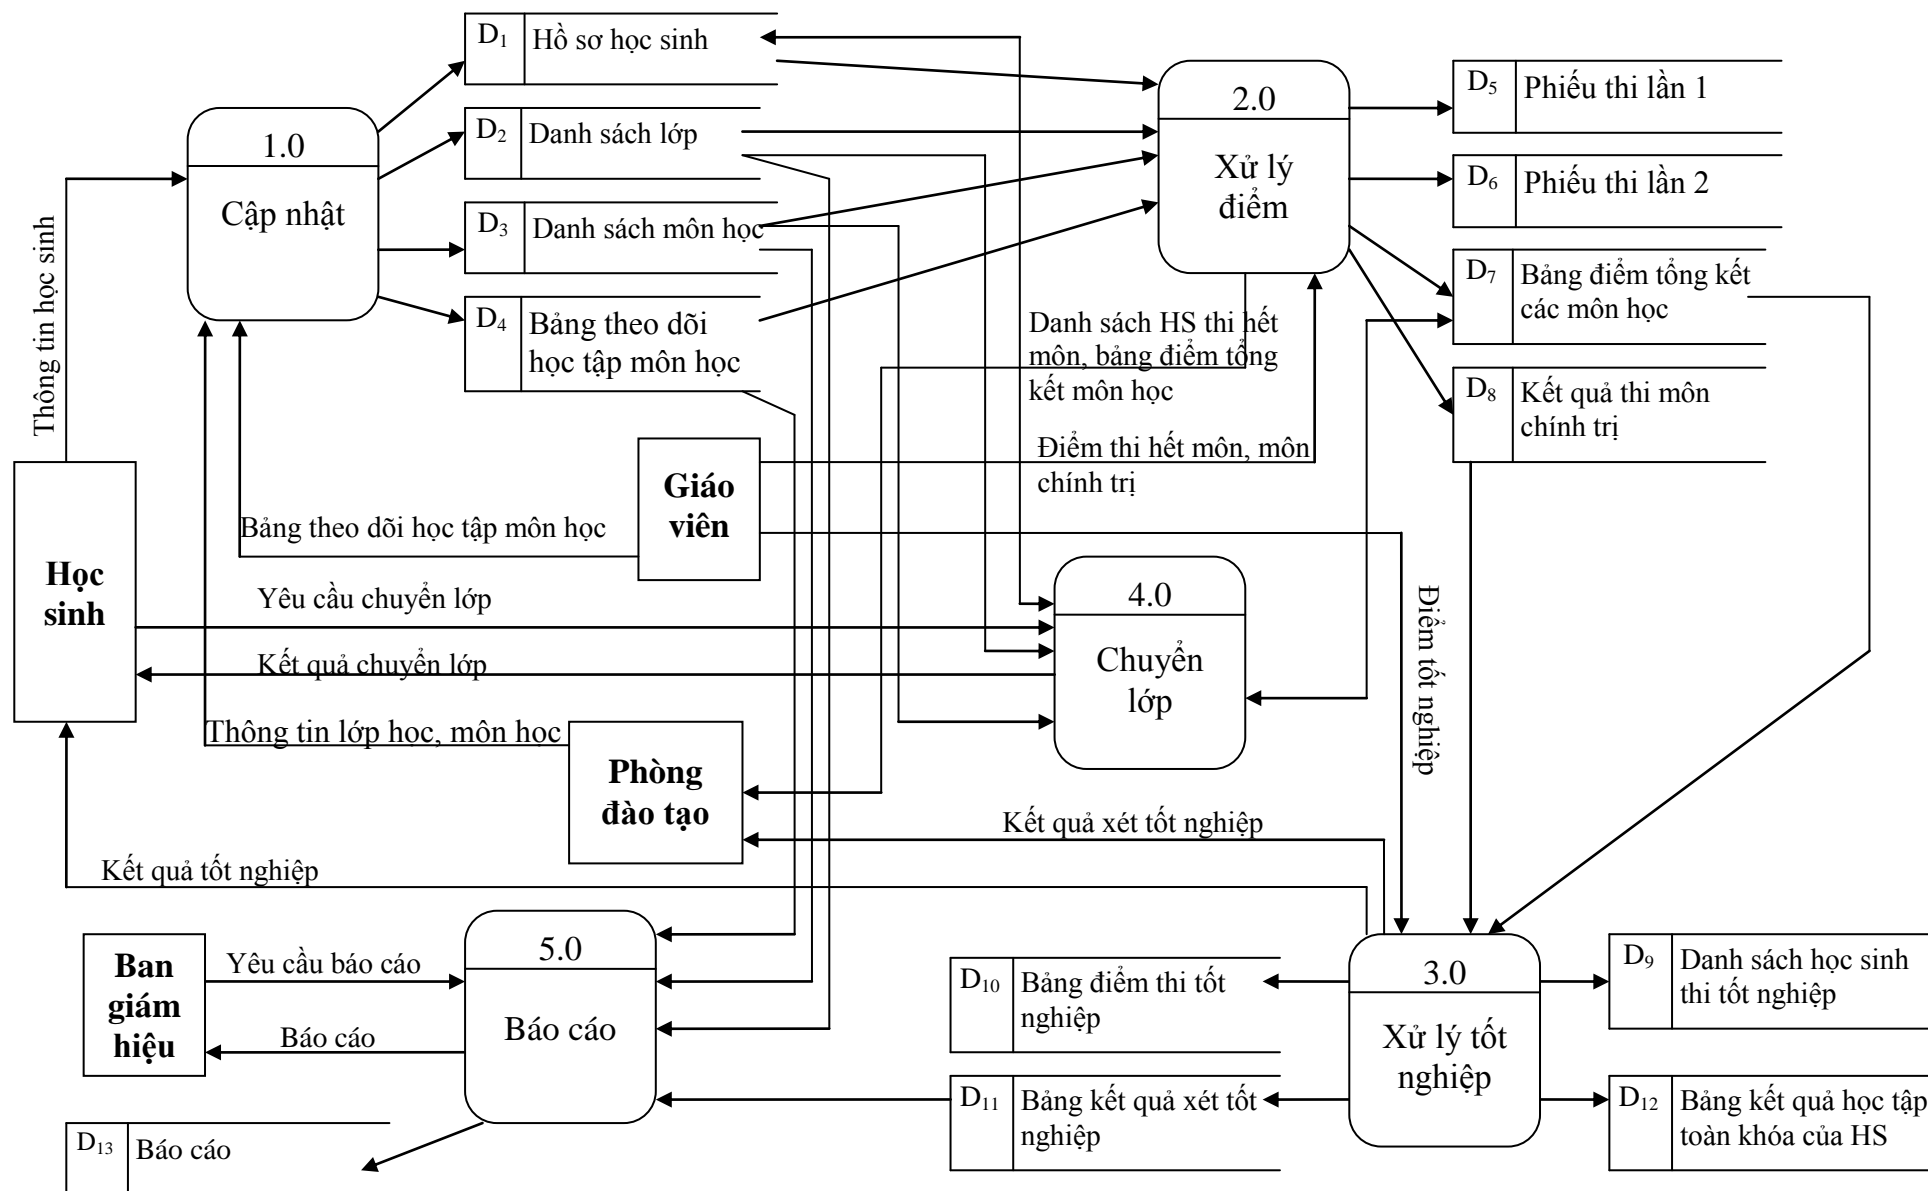 D1 Hồ sơ học sinh
D2 Danh sách lớp
D3 Danh sách môn học
D4 Bảng theo dõi
học tập môn học
1.0
Cập nhật
2.0
Xử lý
điểm
D5 Phiếu thi lần 1
D6 Phiếu thi lần 2
D7 Bảng điểm tổng kết
các môn học
D8 Kết quả thi môn
chính trị
Thông tin học sinh
Danh sách HS thi hết
môn, bảng điểm tổng
kết môn học
Điểm thi hết môn, môn
chính trị
Giáo
viên
Bảng theo dõi học tập môn học
Học
sinh
Yêu cầu chuyển lớp
Kết quả chuyển lớp
4.0
Chuyển
lớp
Điểm tốt nghiệp
Thông tin lớp học, môn học
Phòng
đào tạo
Kết quả xét tốt nghiệp
Kết quả tốt nghiệp
Ban
giám
hiệu
Yêu cầu báo cáo
Báo cáo
5.0
Báo cáo
D10 Bảng điểm thi tốt
nghiệp
D11 Bảng kết quả xét tốt
nghiệp
3.0
Xử lý tốt
nghiệp
D9 Danh sách học sinh
thi tốt nghiệp
D12 Bảng kết quả học tập
toàn khóa của HS
D13 Báo cáo